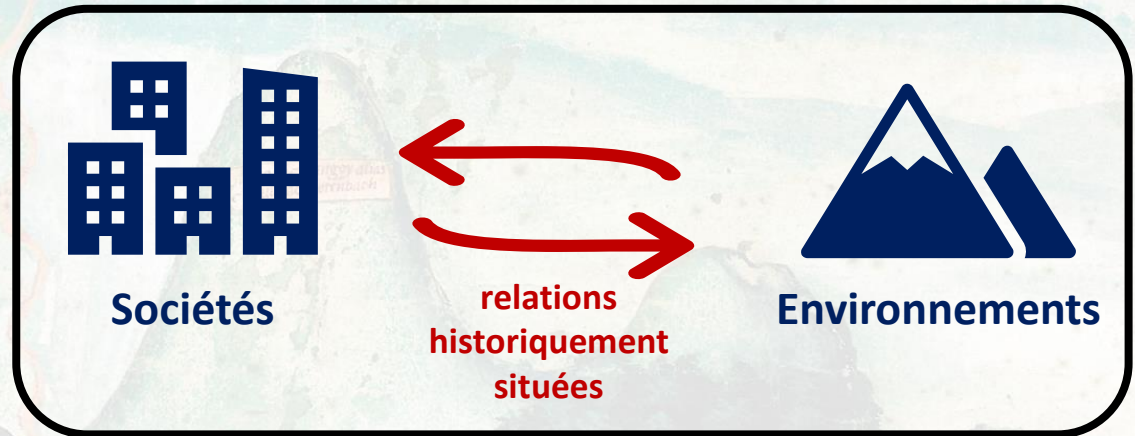 Sociétés
relations
historiquement
situées
Environnements